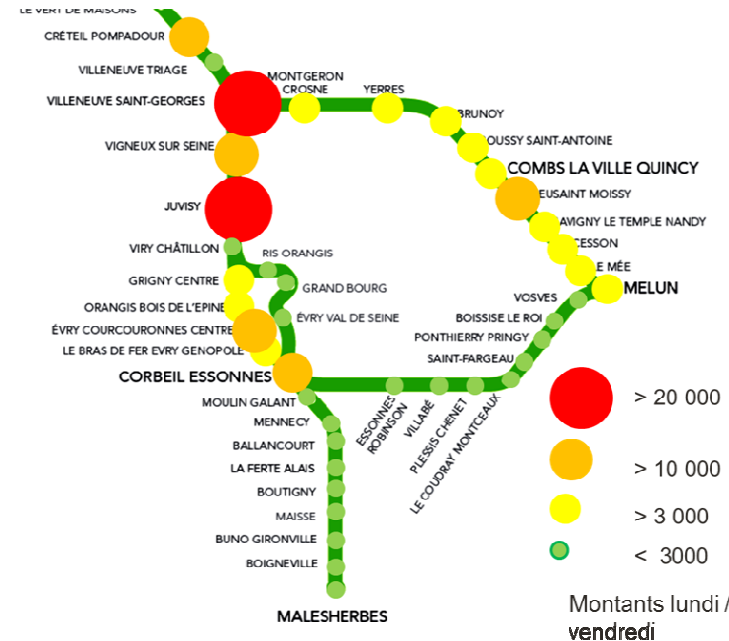 LE VERT DE MAISONS
CRÉTEIL POMPADOUR
VILLENEUVE TRIAGE
MONTGERON
CROSNE
YERRES
VILLENEUVE SAINT-GEORGES
BRUNOY
VIGNEUX SUR SEINE
OUSSY SAINT-ANTOINE
COMBS LA VILLE QUINCY
EUSAINT MOISSY
JUVISY
AVIGNY LE TEMPLE NANDY
CESSON
VIRY CHÂTILLON
RIS ORANGIS
LE MÉE
GRIGNY CENTRE
GRAND BOURG
MELUN
VOSVES
ORANGIS BOIS DE L'EPINE
ÉVRY VAL DE SEINE
BOISSISE LE ROI
ÉVRY COURCOURONNES CENTRE
PONTHIERRY PRINGY
LE BRAS DE FER EVRY GENOPOLE
SAINT-FARGEAU
CORBEIL ESSONNES
MOULIN GALANT
ESSONNES
ROBINSON
VILLABÉ
PLESSIS CHENET
LE COUDRAY MONTCEAUX
MENNECY
BALLANCOURT
LA FERTE ALAIS
BOUTIGNY
MAISSE
BUNO GIRONVILLE
BOIGNEVILLE
MALESHERBES
> 20 000
> 10 000
> 3 000
< 3000
Montants lundi /
vendredi